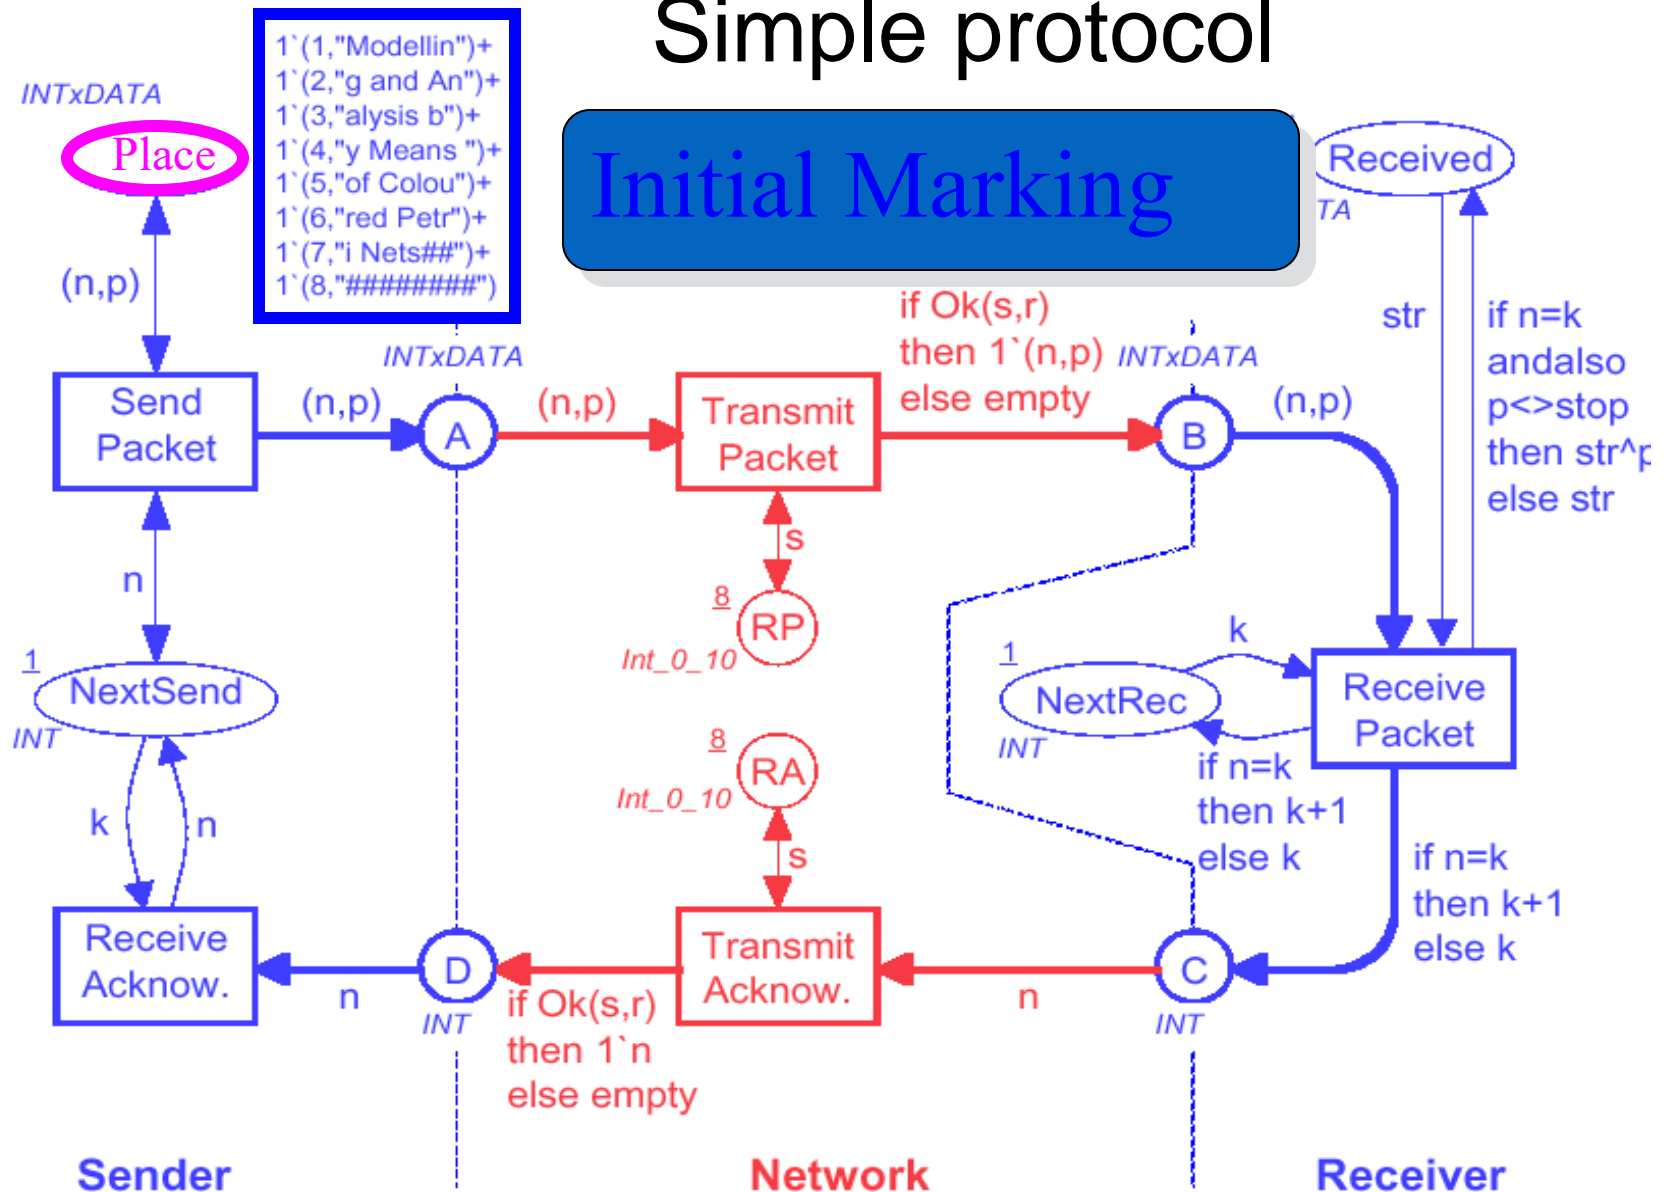 Simple protocol
1`(1,"Modellin")+
1`(2,"g and An")+
1`(3,"alysis b")+
1`(4,"y Means ")+
1`(5,"of Colou")+
1`(6,"red Petr")+
1`(7,"i Nets##")+
1`(8,"########")
INTxDATA
Place
Initial Marking
Received
TA
(n,p)
Send
Packet
(n,p)
INTxDATA
A
(n,p)
Transmit
Packet
if Ok(s,r)
then 1`(n,p)
else empty
INTxDATA
B
(n,p)
str
if n=k
andalso
p<>stop
then str^p
else str
n
s
8
RP
Int_0_10
1
NextSend
INT
8
RA
Int_0_10
s
1
NextRec
INT
k
Receive
Packet
if n=k
then k+1
else k
k
n
if n=k
then k+1
else k
Receive
Acknow.
n
D
INT
if Ok(s,r)
then 1`n
else empty
Transmit
Acknow.
n
C
INT
Sender
Network
Receiver